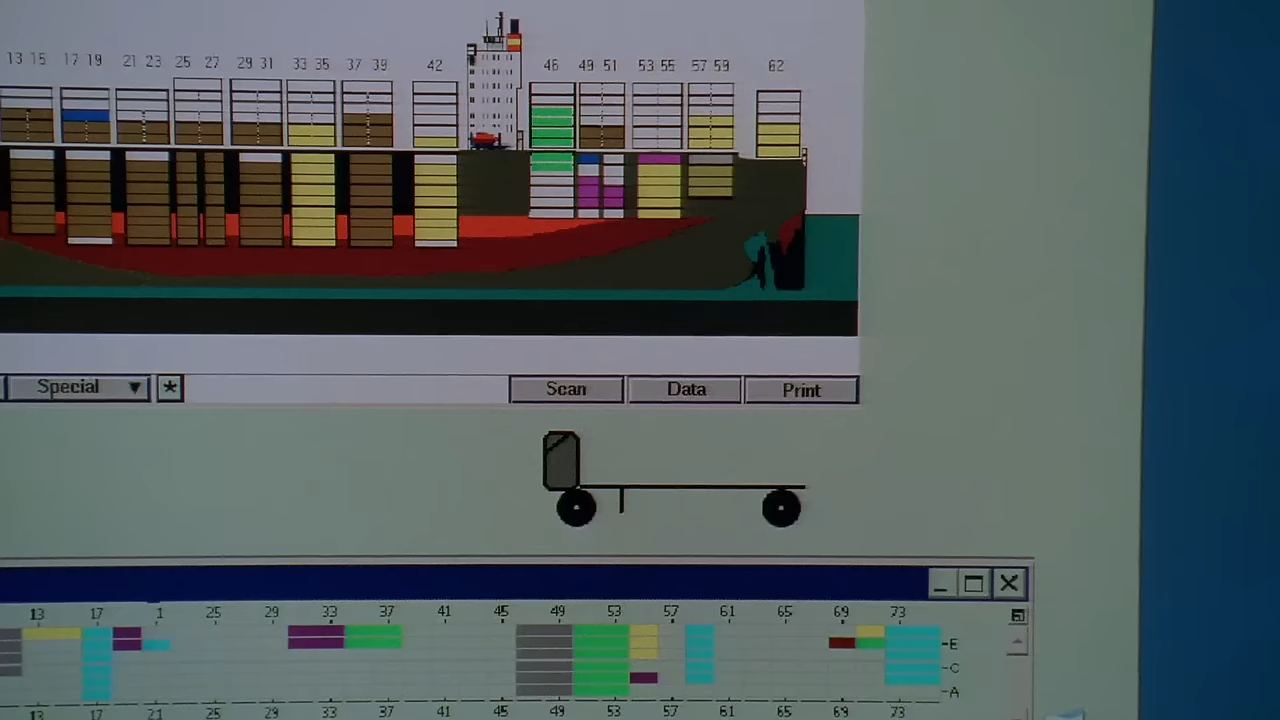 13 15 17 19 21 23 25 27 29 31 33 35 37 39 42 46 49 51 53 55 57 59 62
Special ▼ * Scan Data Print
13 17 1 25 29 33 37 41 45 49 53 57 61 65 69 73
E
C
A
13 17 21 25 29 33 37 41 45 49 53 57 61 65 69 73